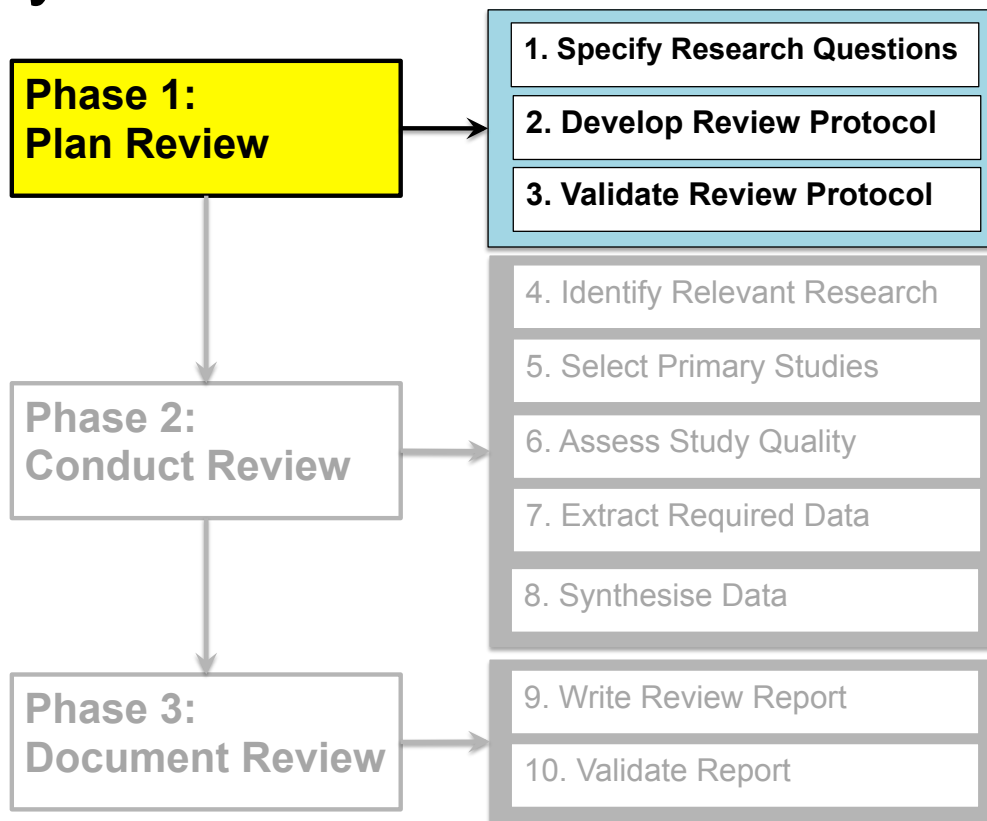 Phase 1:
Plan Review
1. Specify Research Questions
2. Develop Review Protocol
3. Validate Review Protocol
Phase 2:
Conduct Review
4. Identify Relevant Research
5. Select Primary Studies
6. Assess Study Quality
7. Extract Required Data
8. Synthesise Data
Phase 3:
Document Review
9. Write Review Report
10. Validate Report